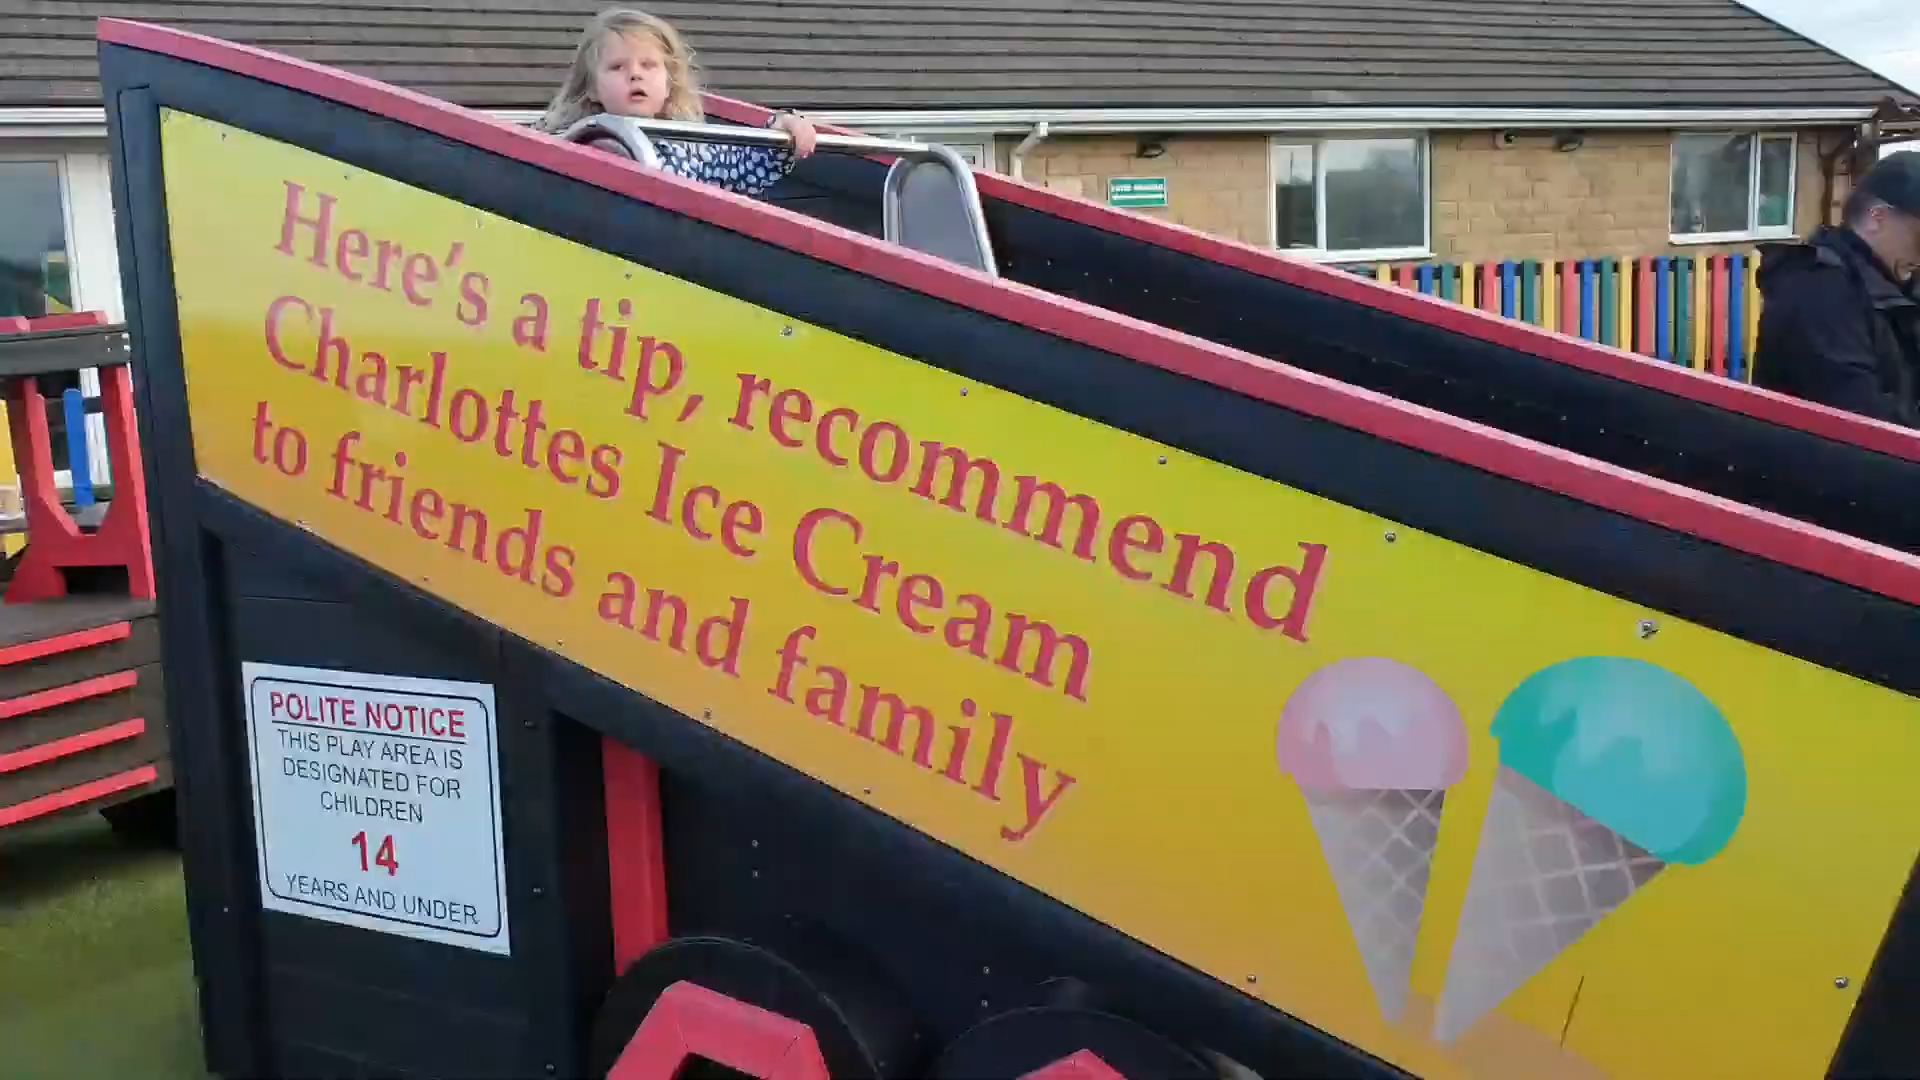 Here's a tip, recommend
Charlottes Ice Cream
to friends and family
POLITE NOTICE
THIS PLAY AREA IS
DESIGNATED FOR
CHILDREN
14
YEARS AND UNDER